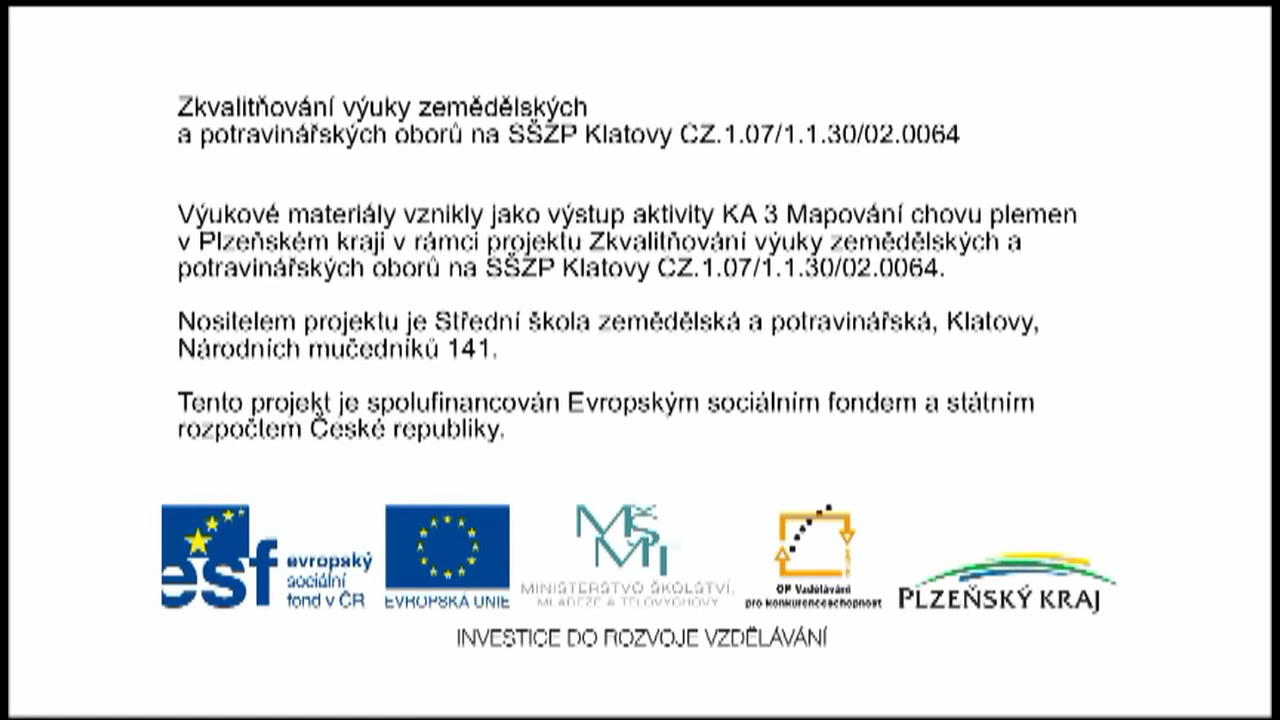 Zkvalitňování výuky zemědělských
a potravinářských oborů na SŠZP Klatovy CZ.1.07/1.1.30/02.0064
Výukové materiály vznikly jako výstup aktivity KA 3 Mapování chovu plemen
v Plzeňském kraji v rámci projektu Zkvalitňování výuky zemědělských a
potravinářských oborů na SŠZP Klatovy CZ.1.07/1.1.30/02.0064.
Nositelem projektu je Střední škola zemědělská a potravinářská, Klatovy,
Národních mučedníků 141.
Tento projekt je spolufinancován Evropským sociálním fondem a státním
rozpočtem České republiky.
esf evropský
sociální
fond v ČR
EVROPSKÁ UNIE
MŠMT
MINISTERSTVO ŠKOLSTVÍ,
MLÁDEŽE A TĚLOVÝCHOVY
OP Vzdělávání
pro konkurenceschopnost
PLZEŇSKÝ KRAJ
INVESTICE DO ROZVOJE VZDĚLÁVÁNÍ